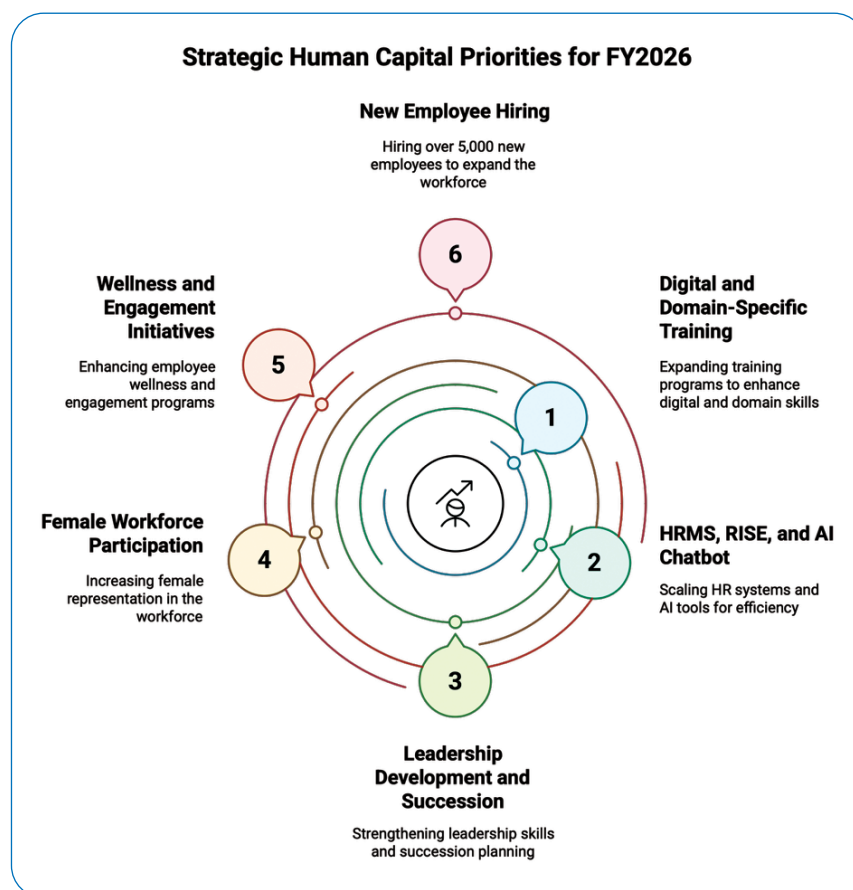 Strategic Human Capital Priorities for FY2026
New Employee Hiring
Hiring over 5,000 new
employees to expand the
workforce
6
Wellness and
Engagement
Initiatives
Enhancing employee
wellness and
engagement programs
5
Digital and
Domain-Specific
Training
Expanding training
programs to enhance
digital and domain skills
1
Female Workforce
Participation
Increasing female
representation in the
workforce
4
HRMS, RISE, and AI
Chatbot
Scaling HR systems and
AI tools for efficiency
2
3
Leadership
Development and
Succession
Strengthening leadership skills
and succession planning